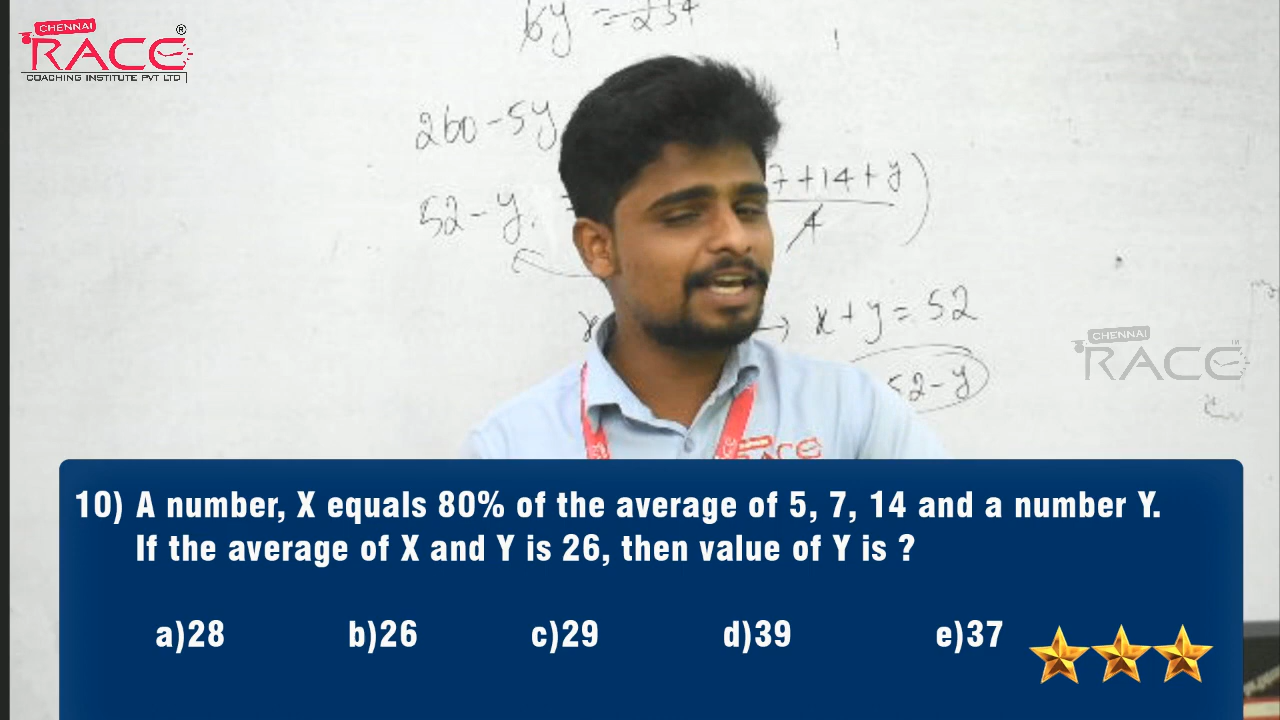 CHENNAI
RACE
COACHING INSTITUTE PVT LTD
6y = 234
260-5y
7+14+y)
52-y.
4
→ x+y=52
CHENNAI
RACE
52-y
RACE
10) A number, X equals 80% of the average of 5, 7, 14 and a number Y.
If the average of X and Y is 26, then value of Y is ?
a)28 b)26 c)29 d)39 e)37